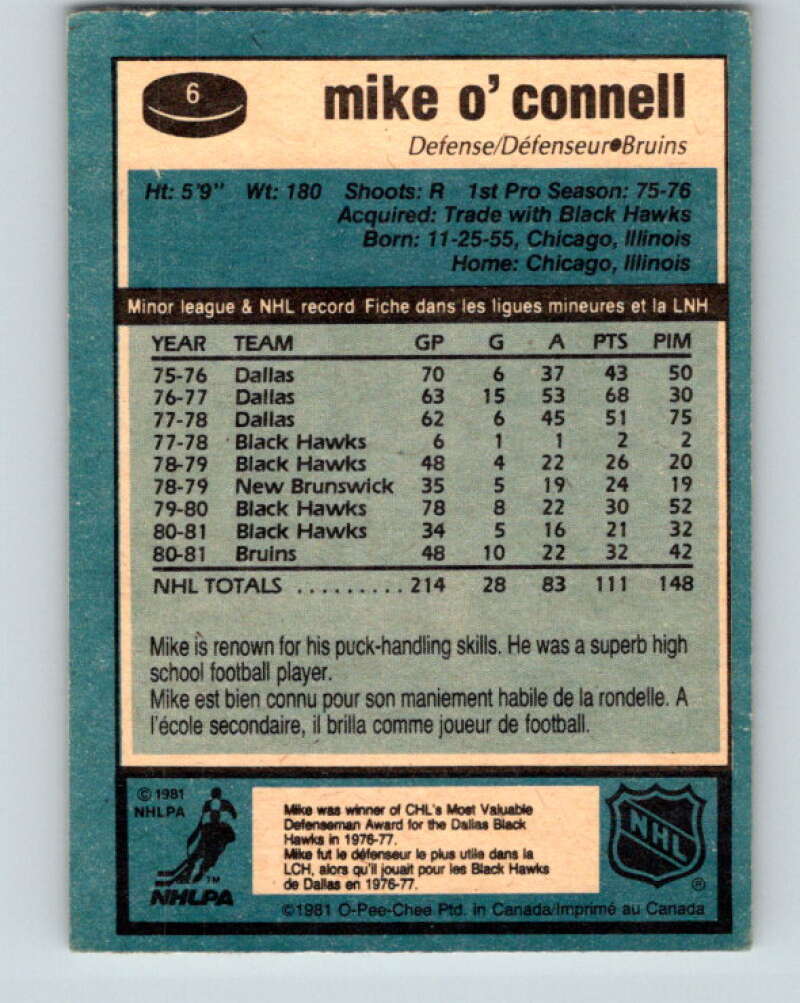 6
mike o' connell
Defense/Défenseur●Bruins
Ht: 5'9" Wt: 180 Shoots: R 1st Pro Season: 75-76
Acquired: Trade with Black Hawks
Born: 11-25-55, Chicago, Illinois
Home: Chicago, Illinois
Minor league & NHL record Fiche dans les ligues mineures et la LNH
YEAR TEAM GP G A PTS PIM
75-76 Dallas 70 6 37 43 50
76-77 Dallas 63 15 53 68 30
77-78 Dallas 62 6 45 51 75
77-78 Black Hawks 6 1 1 2 2
78-79 Black Hawks 48 4 22 26 20
78-79 New Brunswick 35 5 19 24 19
79-80 Black Hawks 78 8 22 30 52
80-81 Black Hawks 34 5 16 21 32
80-81 Bruins 48 10 22 32 42
NHL TOTALS ......... 214 28 83 111 148
Mike is renown for his puck-handling skills. He was a superb high
school football player.
Mike est bien connu pour son maniement habile de la rondelle. A
l'école secondaire, il brilla comme joueur de football.
© 1981
NHLPA
TM
NHLPA
Mike was winner of CHL's Most Valuable
Defenseman Award for the Dallas Black
Hawks in 1976-77.
Mike fut le défenseur le plus utile dans la
LCH, alors qu'il jouait pour les Black Hawks
de Dallas en 1976-77.
NHL
®
©1981 O-Pee-Chee Ptd. in Canada/Imprimé au Canada